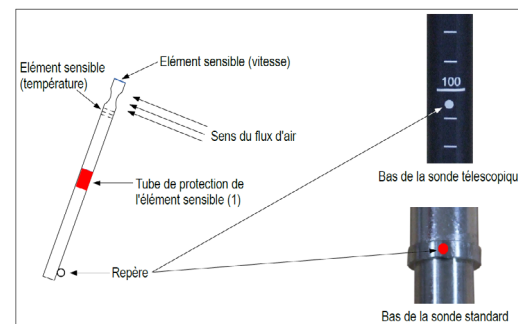 Elément sensible
(température)
Elément sensible (vitesse)
Sens du flux d'air
Tube de protection de
l'élément sensible (1)
Repère
100
Bas de la sonde télescopiqu
Bas de la sonde standard